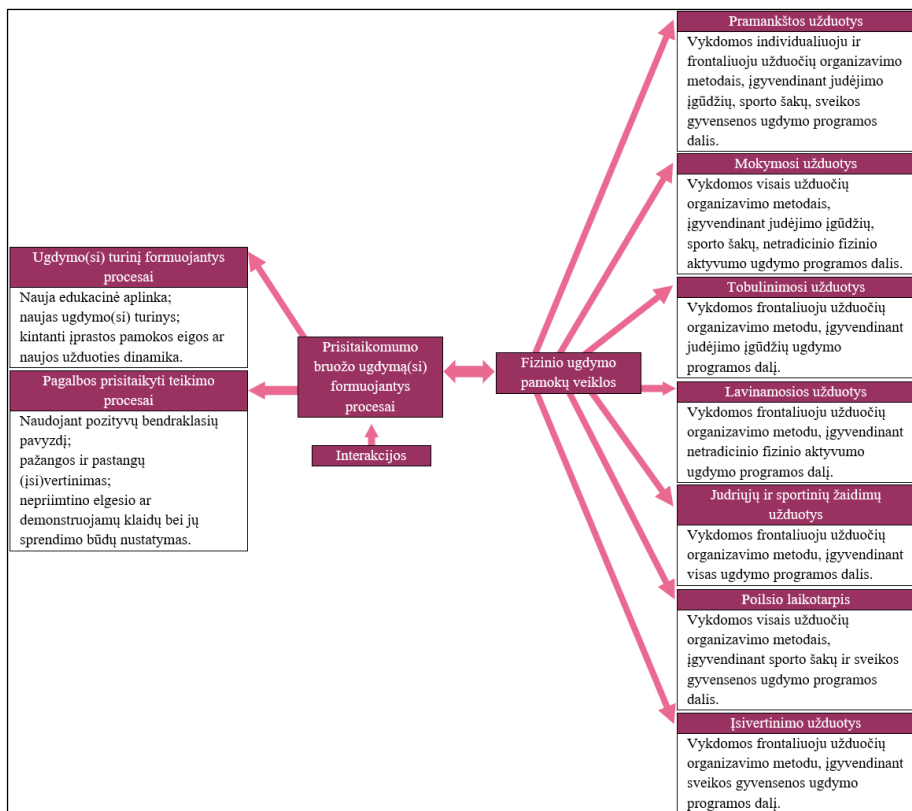 Ugdymo(si) turinį formuojantys
procesai
Nauja edukacinė aplinka;
naujas ugdymo(si) turinys;
kintanti įprastos pamokos eigos ar
naujos užduoties dinamika.
Pagalbos prisitaikyti teikimo
procesai
Naudojant pozityvų bendraklasių
pavyzdį;
pažangos ir pastangų
(įsi)vertinimas;
nepriimtino elgesio ar
demonstruojamų klaidų bei jų
sprendimo būdų nustatymas.
Prisitaikomumo
bruožo ugdymą(si)
formuojantys
procesai
Interakcijos
Fizinio ugdymo
pamokų veiklos
Pramankštos užduotys
Vykdomos individualiuoju ir
frontaliuoju užduočių organizavimo
metodais, įgyvendinant judėjimo
įgūdžių, sporto šakų, sveikos
gyvensenos ugdymo programos
dalis.
Mokymosi užduotys
Vykdomos visais užduočių
organizavimo metodais,
įgyvendinant judėjimo įgūdžių,
sporto šakų, netradicinio fizinio
aktyvumo ugdymo programos dalis.
Tobulinimosi užduotys
Vykdomos frontaliuoju užduočių
organizavimo metodu, įgyvendinant
judėjimo įgūdžių ugdymo
programos dalį.
Lavinamosios užduotys
Vykdomos frontaliuoju užduočių
organizavimo metodu, įgyvendinant
netradicinio fizinio aktyvumo
ugdymo programos dalį.
Judriųjų ir sportinių žaidimų
užduotys
Vykdomos frontaliuoju užduočių
organizavimo metodu, įgyvendinant
visas ugdymo programos dalis.
Poilsio laikotarpis
Vykdomos visais užduočių
organizavimo metodais,
įgyvendinant sporto šakų ir sveikos
gyvensenos ugdymo programos
dalis.
Įsivertinimo užduotys
Vykdomos frontaliuoju užduočių
organizavimo metodu, įgyvendinant
sveikos gyvensenos ugdymo
programos dalį.